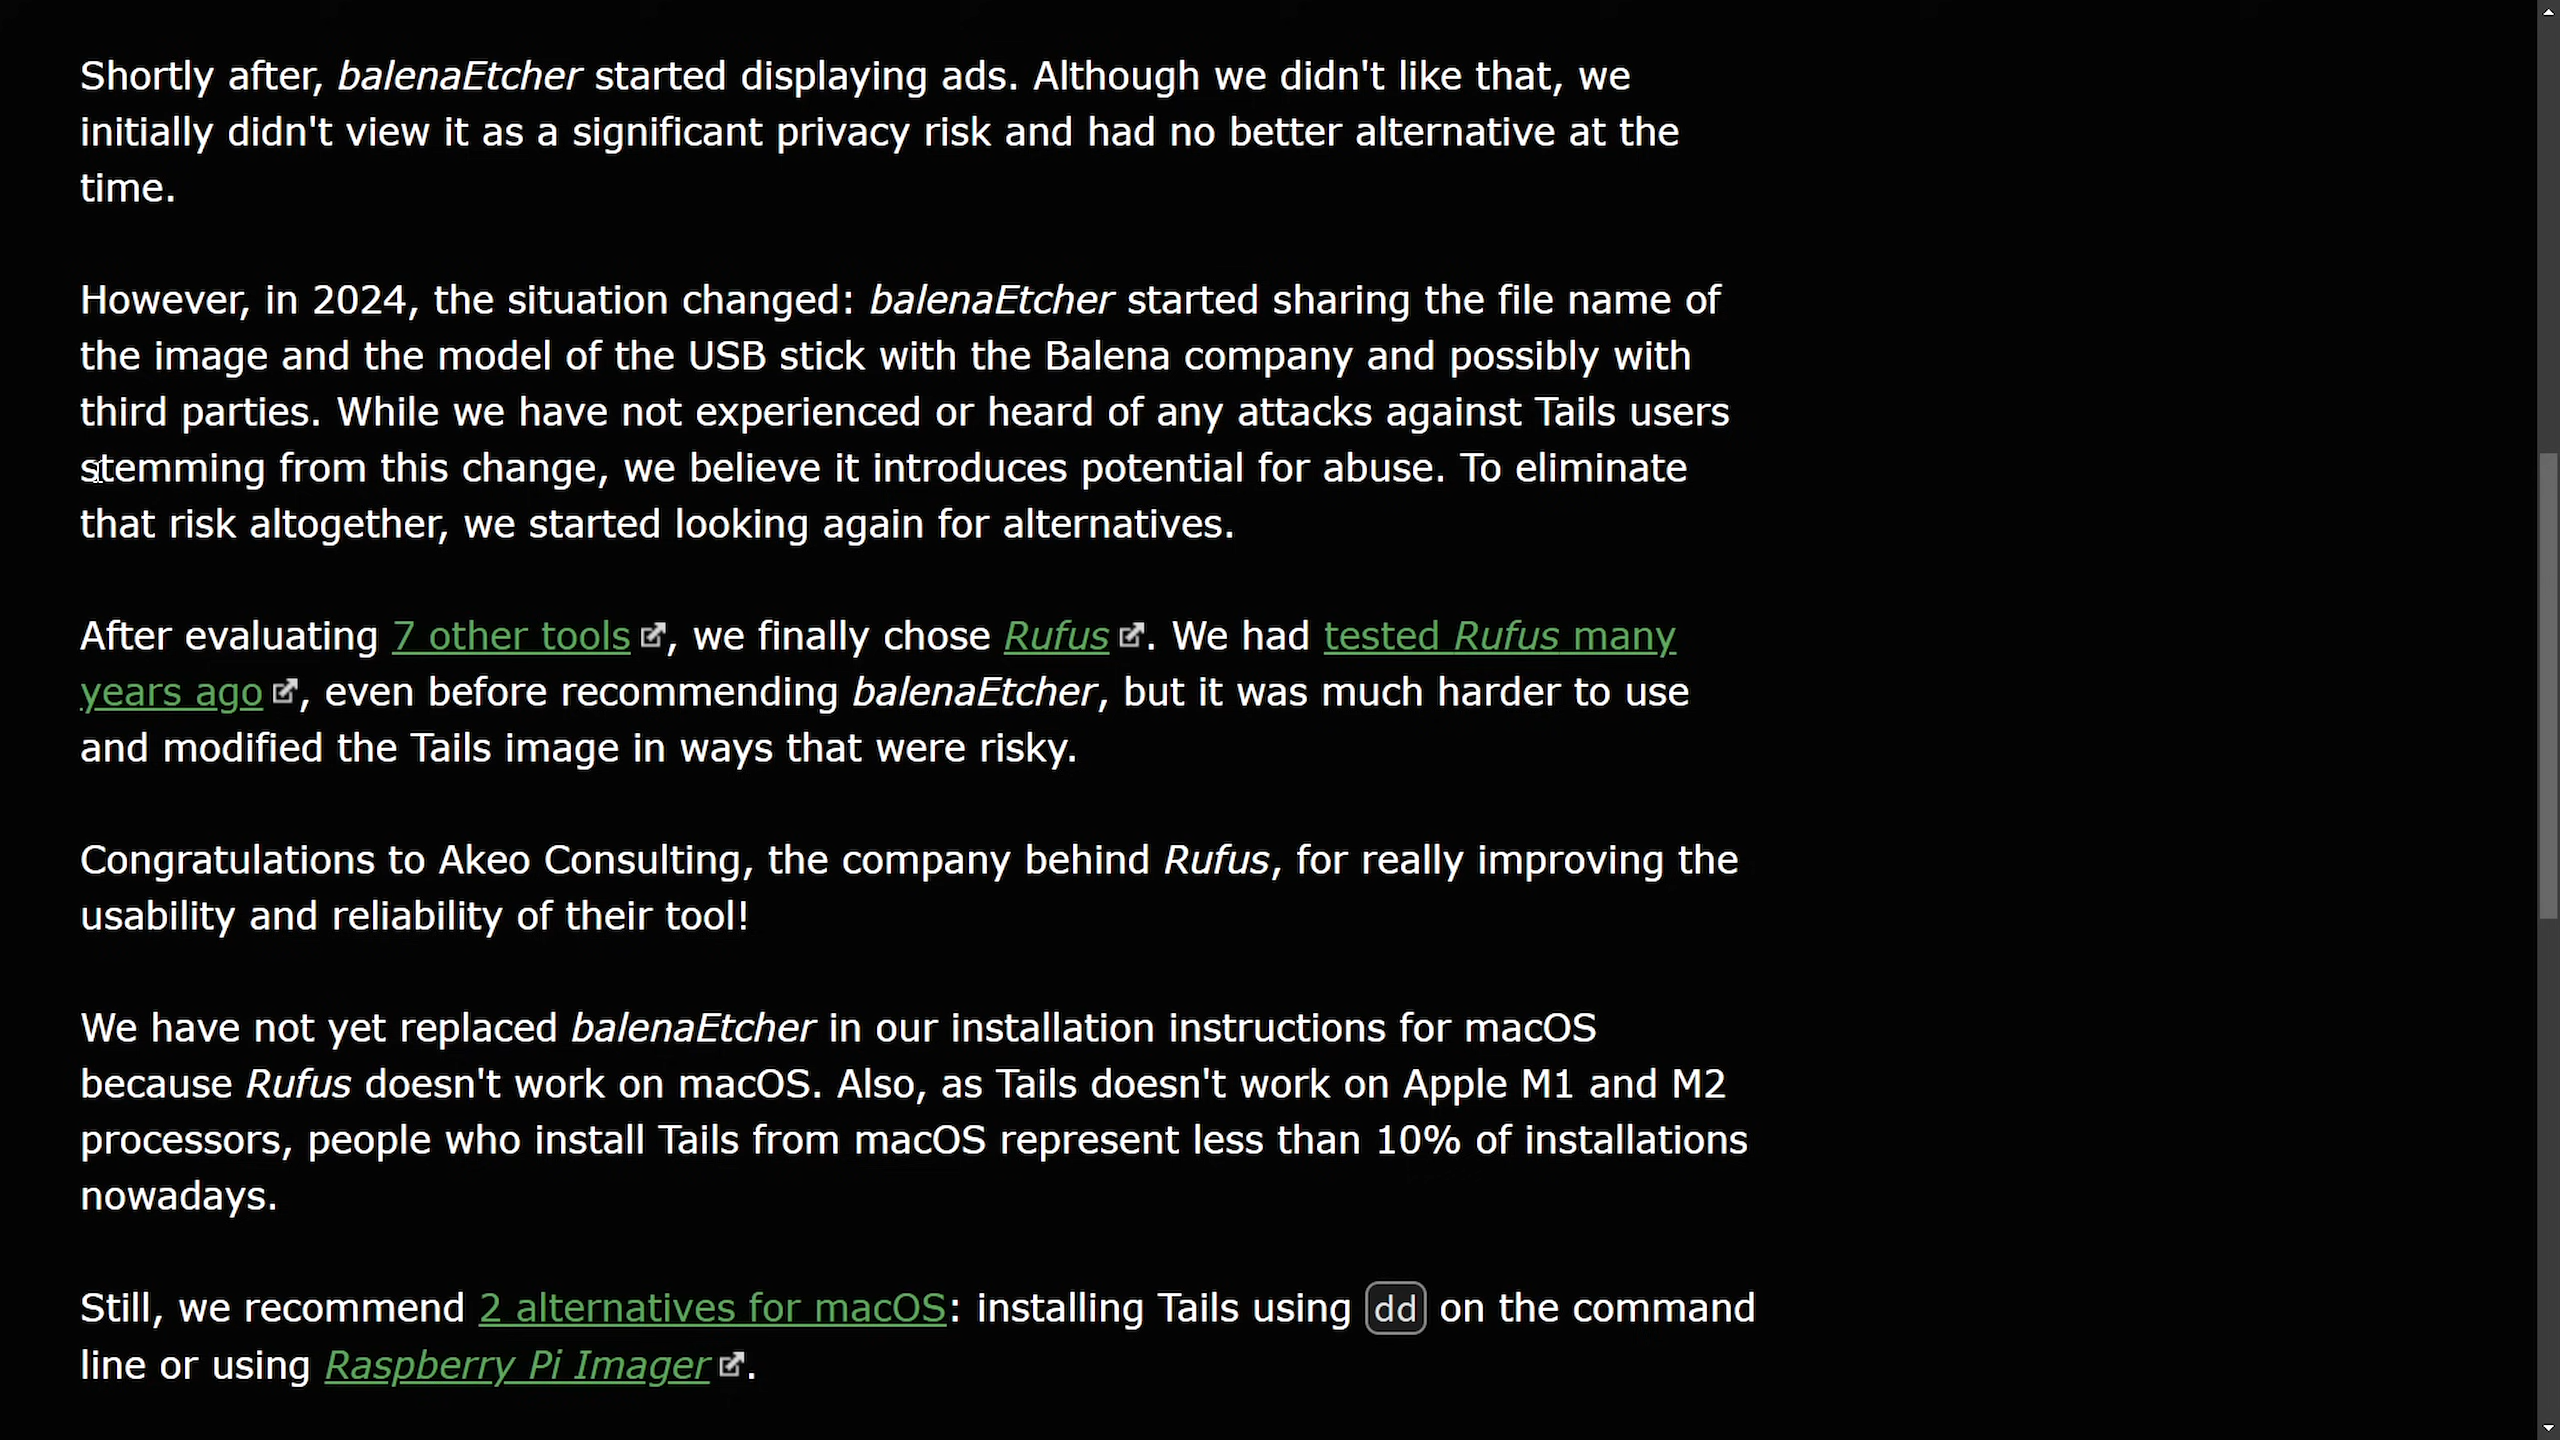 Shortly after, balenaEtcher started displaying ads. Although we didn't like that, we
initially didn't view it as a significant privacy risk and had no better alternative at the
time.
However, in 2024, the situation changed: balenaEtcher started sharing the file name of
the image and the model of the USB stick with the Balena company and possibly with
third parties. While we have not experienced or heard of any attacks against Tails users
stemming from this change, we believe it introduces potential for abuse. To eliminate
that risk altogether, we started looking again for alternatives.
After evaluating 7 other tools, we finally chose Rufus. We had tested Rufus many
years ago, even before recommending balenaEtcher, but it was much harder to use
and modified the Tails image in ways that were risky.
Congratulations to Akeo Consulting, the company behind Rufus, for really improving the
usability and reliability of their tool!
We have not yet replaced balenaEtcher in our installation instructions for macOS
because Rufus doesn't work on macOS. Also, as Tails doesn't work on Apple M1 and M2
processors, people who install Tails from macOS represent less than 10% of installations
nowadays.
Still, we recommend 2 alternatives for macOS: installing Tails using dd on the command
line or using Raspberry Pi Imager.